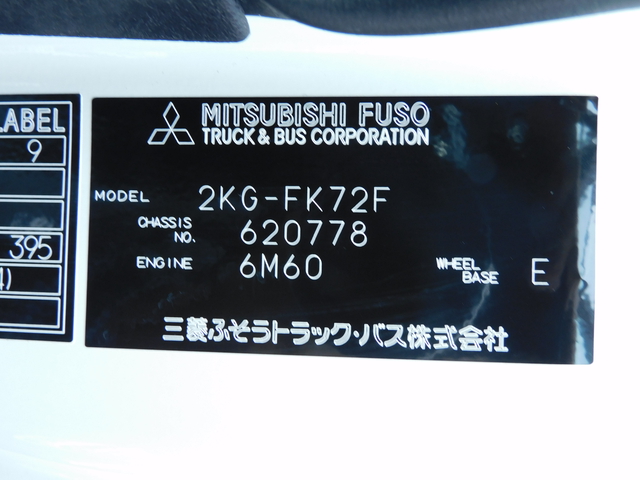 LABEL
9
395
4)
MITSUBISHI FUSO
TRUCK & BUS CORPORATION
MODEL 2KG-FK72F
CHASSIS NO. 620778
ENGINE 6M60 WHEEL BASE E
三菱ふそうトラック・バス株式会社